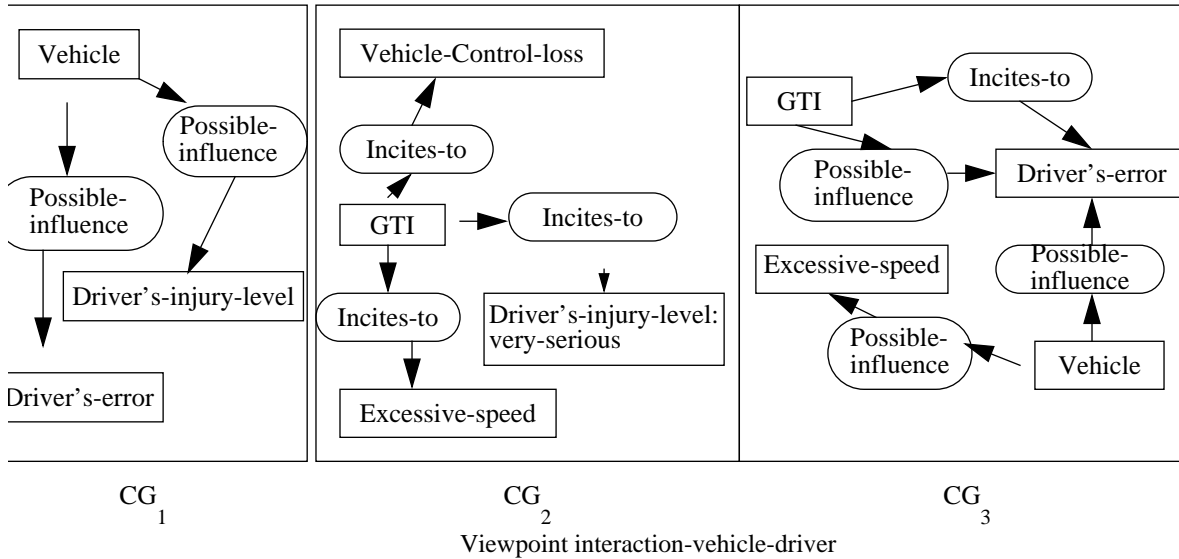 Vehicle
Possible-
influence
Possible-
influence
Driver's-injury-level
Driver's-error
CG
1
Vehicle-Control-loss
Incites-to
GTI
Incites-to
Incites-to
Driver's-injury-level:
very-serious
Excessive-speed
CG
2
GTI
Incites-to
Possible-
influence
Driver's-error
Excessive-speed
Possible-
influence
Possible-
influence
Vehicle
CG
3
Viewpoint interaction-vehicle-driver